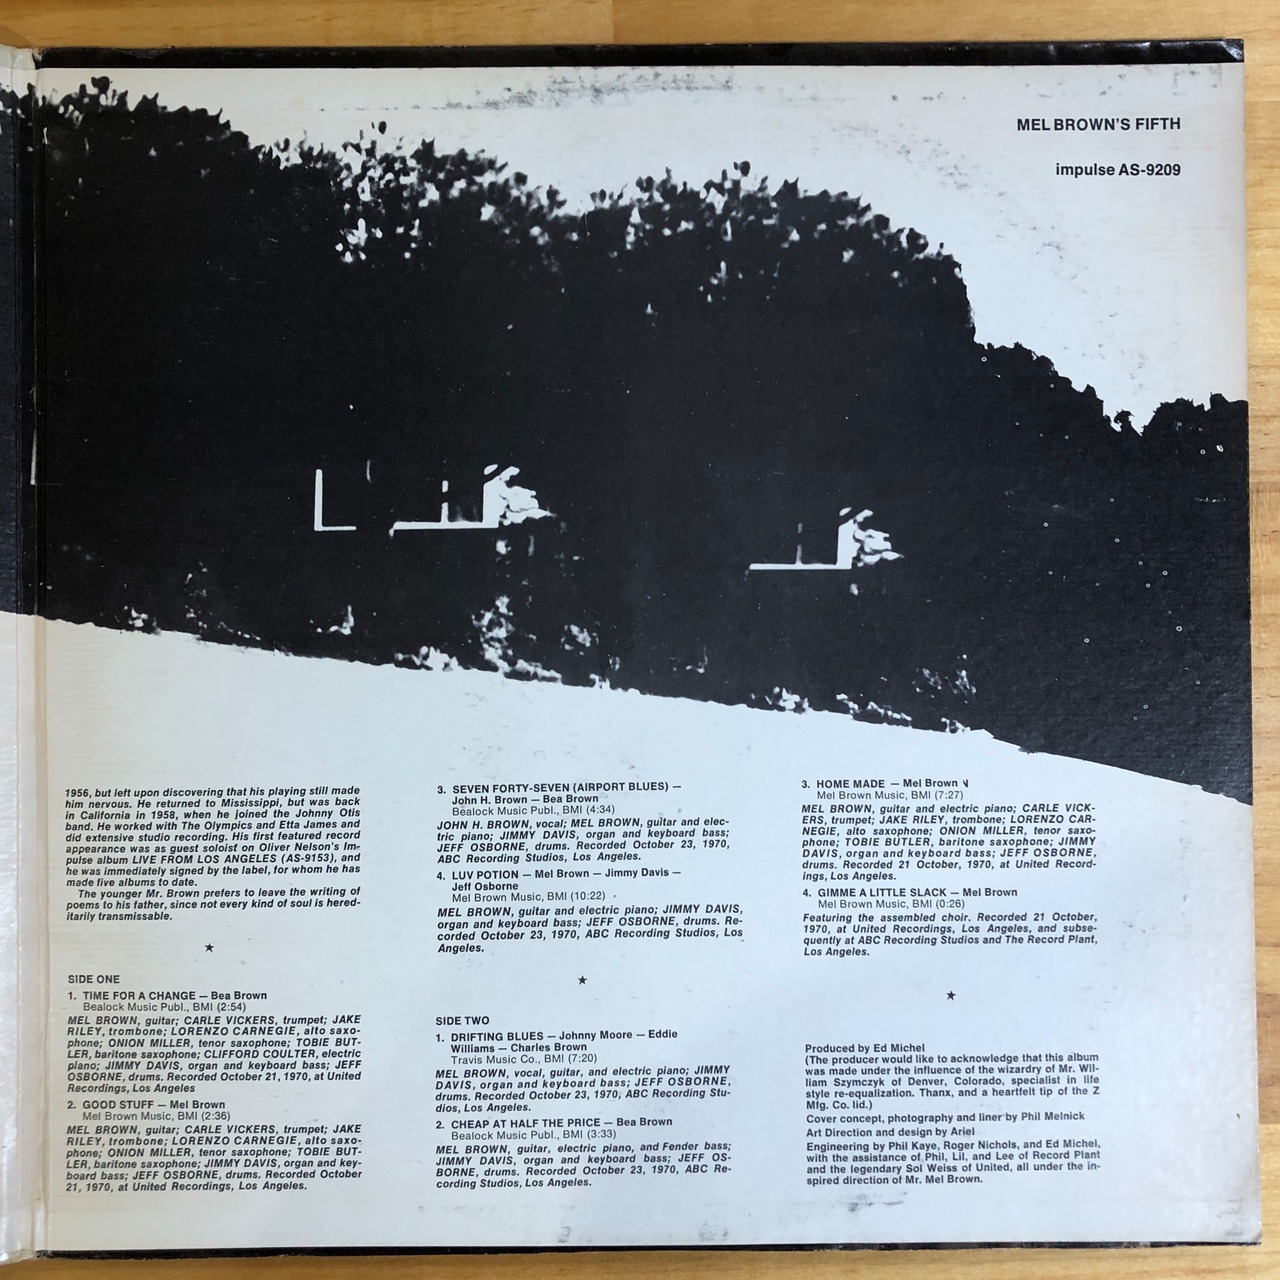 MEL BROWN'S FIFTH
impulse AS-9209
1956, but left upon discovering that his playing still made
him nervous. He returned to Mississippi, but was back
in California in 1958, when he joined the Johnny Otis
band. He worked with The Olympics and Etta James and
did extensive studio recording. His first featured record
appearance was as guest soloist on Oliver Nelson's Im-
pulse album LIVE FROM LOS ANGELES (AS-9153), and
he was immediately signed by the label, for whom he has
made five albums to date.
The younger Mr. Brown prefers to leave the writing of
poems to his father, since not every kind of soul is hered-
itarily transmissable.
★
SIDE ONE
1. TIME FOR A CHANGE — Bea Brown
Bealock Music Publ., BMI (2:54)
MEL BROWN, guitar; CARLE VICKERS, trumpet; JAKE
RILEY, trombone; LORENZO CARNEGIE, alto saxo-
phone; ONION MILLER, tenor saxophone; TOBIE BUT-
LER, baritone saxophone; CLIFFORD COULTER, electric
piano; JIMMY DAVIS, organ and keyboard bass; JEFF
OSBORNE, drums. Recorded October 21, 1970, at United
Recordings, Los Angeles
2. GOOD STUFF — Mel Brown
Mel Brown Music, BMI (2:36)
MEL BROWN, guitar; CARLE VICKERS, trumpet; JAKE
RILEY, trombone; LORENZO CARNEGIE, alto saxo-
phone; ONION MILLER, tenor saxophone; TOBIE BUT-
LER, baritone saxophone; JIMMY DAVIS, organ and key-
board bass; JEFF OSBORNE, drums. Recorded October
21, 1970, at United Recordings, Los Angeles.
3. SEVEN FORTY-SEVEN (AIRPORT BLUES) —
John H. Brown — Bea Brown
Bealock Music Publ., BMI (4:34)
JOHN H. BROWN, vocal; MEL BROWN, guitar and elec-
tric piano; JIMMY DAVIS, organ and keyboard bass;
JEFF OSBORNE, drums. Recorded October 23, 1970,
ABC Recording Studios, Los Angeles.
4. LUV POTION — Mel Brown — Jimmy Davis —
Jeff Osborne
Mel Brown Music, BMI (10:22)
MEL BROWN, guitar and electric piano; JIMMY DAVIS,
organ and keyboard bass; JEFF OSBORNE, drums. Re-
corded October 23, 1970, ABC Recording Studios, Los
Angeles.
★
SIDE TWO
1. DRIFTING BLUES — Johnny Moore — Eddie
Williams — Charles Brown
Travis Music Co., BMI (7:20)
MEL BROWN, vocal, guitar, and electric piano; JIMMY
DAVIS, organ and keyboard bass; JEFF OSBORNE,
drums. Recorded October 23, 1970, ABC Recording Stu-
dios, Los Angeles.
2. CHEAP AT HALF THE PRICE — Bea Brown
Bealock Music Publ., BMI (3:33)
MEL BROWN, guitar, electric piano, and Fender bass;
JIMMY DAVIS, organ and keyboard bass; JEFF OS-
BORNE, drums. Recorded October 23, 1970, ABC Re-
cording Studios, Los Angeles.
3. HOME MADE — Mel Brown
Mel Brown Music, BMI (7:27)
MEL BROWN, guitar and electric piano; CARLE VICK-
ERS, trumpet; JAKE RILEY, trombone; LORENZO CAR-
NEGIE, alto saxophone; ONION MILLER, tenor saxo-
phone; TOBIE BUTLER, baritone saxophone; JIMMY
DAVIS, organ and keyboard bass; JEFF OSBORNE,
drums. Recorded 21 October, 1970, at United Record-
ings, Los Angeles.
4. GIMME A LITTLE SLACK — Mel Brown
Mel Brown Music, BMI (0:26)
Featuring the assembled choir. Recorded 21 October,
1970, at United Recordings, Los Angeles, and subse-
quently at ABC Recording Studios and The Record Plant,
Los Angeles.
★
Produced by Ed Michel
(The producer would like to acknowledge that this album
was made under the influence of the wizardry of Mr. Wil-
liam Szymczyk of Denver, Colorado, specialist in life
style re-equalization. Thanx, and a heartfelt tip of the Z
Mfg. Co. lid.)
Cover concept, photography and liner by Phil Melnick
Art Direction and design by Ariel
Engineering by Phil Kaye, Roger Nichols, and Ed Michel,
with the assistance of Phil, Lil, and Lee of Record Plant
and the legendary Sol Weiss of United, all under the in-
spired direction of Mr. Mel Brown.